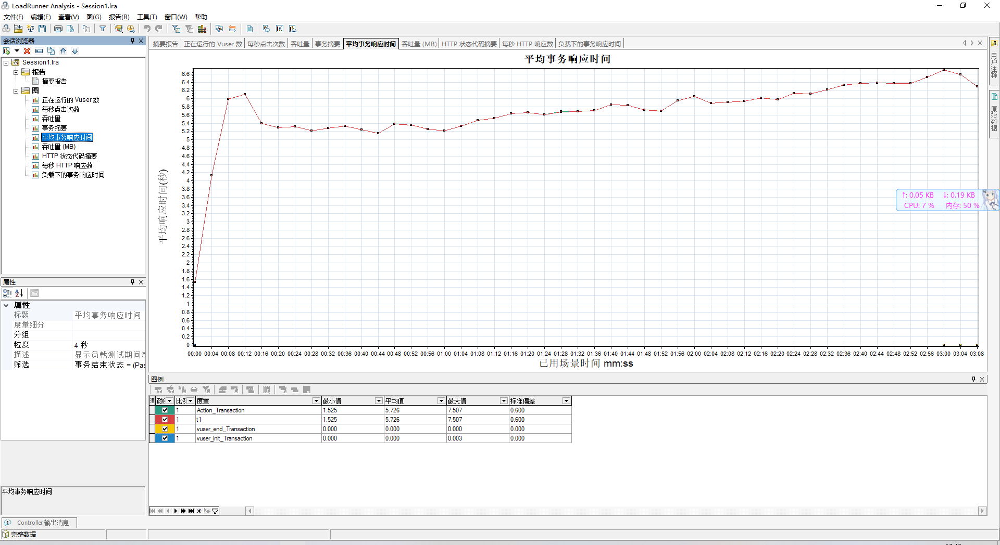 LoadRunner Analysis - Session1.lra
文件(F) 编辑(E) 查看(V) 图(G) 报告(R) 工具(T) 窗口(W) 帮助
会话浏览器
Session1.lra
报告
摘要报告
图
正在运行的 Vuser 数
每秒点击次数
吞吐量
事务摘要
平均事务响应时间
吞吐量 (MB)
HTTP 状态代码摘要
每秒 HTTP 响应数
负载下的事务响应时间
属性
属性
标题 平均事务响应时间
度量细分
分组
粒度 4 秒
描述 显示负载测试期间每
筛选 事务结束状态 = (Pas
平均事务响应时间
摘要报告 正在运行的 Vuser 数 每秒点击次数 吞吐量 事务摘要 平均事务响应时间 吞吐量 (MB) HTTP 状态代码摘要 每秒 HTTP 响应数 负载下的事务响应时间
平均事务响应时间
平均响应时间(秒)
6.6
6.4
6.2
6
5.8
5.6
5.4
5.2
5
4.8
4.6
4.4
4.2
4
3.8
3.6
3.4
3.2
3
2.8
2.6
2.4
2.2
2
1.8
1.6
1.4
1.2
1
0.8
0.6
0.4
0.2
0
00:00 00:04 00:08 00:12 00:16 00:20 00:24 00:28 00:32 00:36 00:40 00:44 00:48 00:52 00:56 01:00 01:04 01:08 01:12 01:16 01:20 01:24 01:28 01:32 01:36 01:40 01:44 01:48 01:52 01:56 02:00 02:04 02:08 02:12 02:16 02:20 02:24 02:28 02:32 02:36 02:40 02:44 02:48 02:52 02:56 03:00 03:04 03:08
已用场景时间 mm:ss
用户注释
原始数据
↑: 0.05 KB ↓: 0.19 KB
CPU: 7 % 内存: 50 %
图例
颜 比例 度量 最小值 平均值 最大值 标准偏差
1 Action_Transaction 1.525 5.726 7.507 0.600
1 t1 1.525 5.726 7.507 0.600
1 vuser_end_Transaction 0.000 0.000 0.000 0.000
1 vuser_init_Transaction 0.000 0.000 0.003 0.000
Controller 输出消息
完整数据